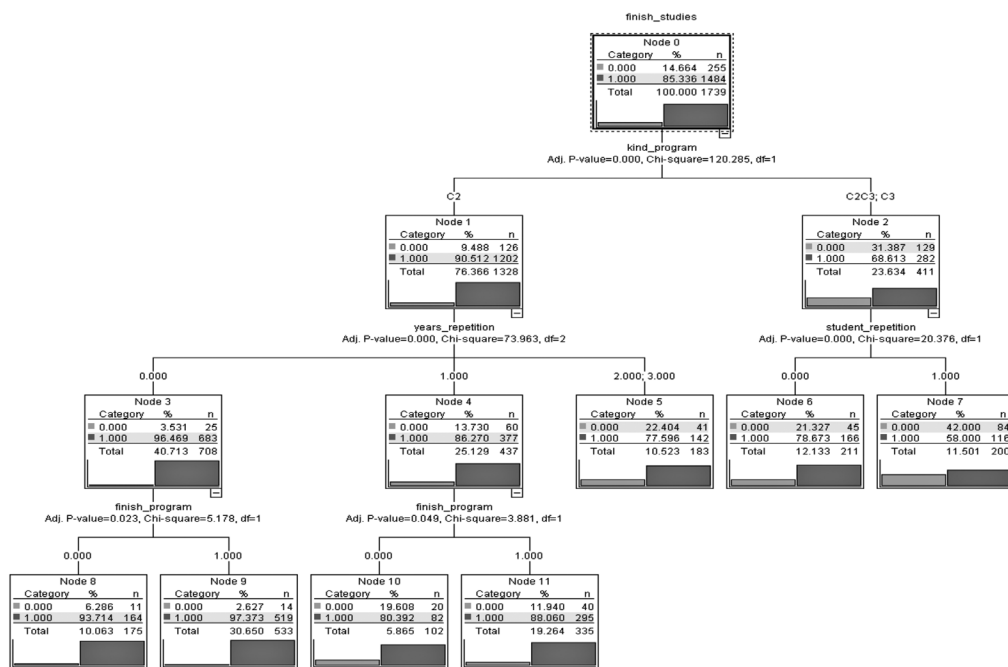 finish_studies
Node 0
Category % n
0.000 14.664 255
1.000 85.336 1484
Total 100.000 1739
kind_program
Adj. P-value=0.000, Chi-square=120.285, df=1
C2
C2C3; C3
Node 1
Category % n
0.000 9.488 126
1.000 90.512 1202
Total 76.366 1328
Node 2
Category % n
0.000 31.387 129
1.000 68.613 282
Total 23.634 411
years_repetition
Adj. P-value=0.000, Chi-square=73.963, df=2
student_repetition
Adj. P-value=0.000, Chi-square=20.376, df=1
0.000
1.000
2.000; 3.000
0.000
1.000
Node 3
Category % n
0.000 3.531 25
1.000 96.469 683
Total 40.713 708
Node 4
Category % n
0.000 13.730 60
1.000 86.270 377
Total 25.129 437
Node 5
Category % n
0.000 22.404 41
1.000 77.596 142
Total 10.523 183
Node 6
Category % n
0.000 21.327 45
1.000 78.673 166
Total 12.133 211
Node 7
Category % n
0.000 42.000 84
1.000 58.000 116
Total 11.501 200
finish_program
Adj. P-value=0.023, Chi-square=5.178, df=1
finish_program
Adj. P-value=0.049, Chi-square=3.881, df=1
0.000
1.000
0.000
1.000
Node 8
Category % n
0.000 6.286 11
1.000 93.714 164
Total 10.063 175
Node 9
Category % n
0.000 2.627 14
1.000 97.373 519
Total 30.650 533
Node 10
Category % n
0.000 19.608 20
1.000 80.392 82
Total 5.865 102
Node 11
Category % n
0.000 11.940 40
1.000 88.060 295
Total 19.264 335